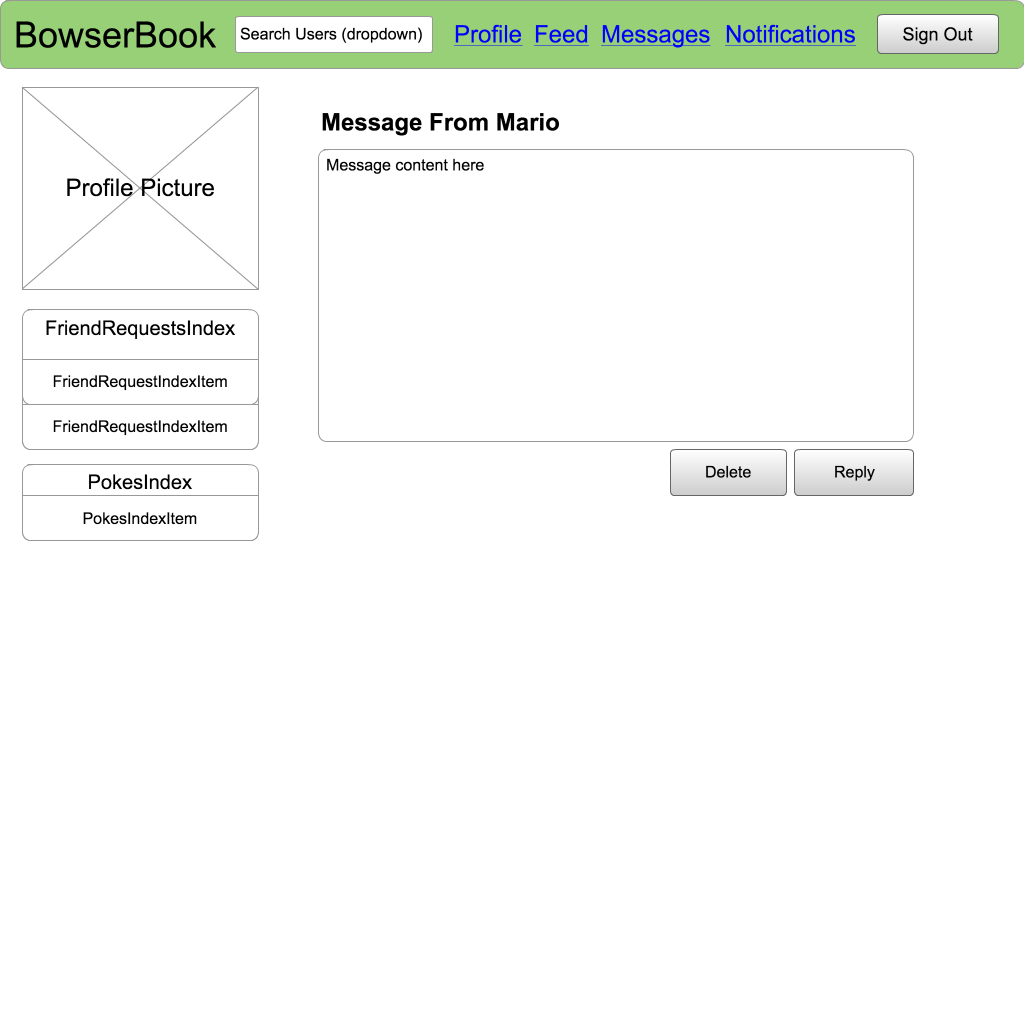 BowserBook
Search Users (dropdown)
Profile Feed Messages Notifications
Sign Out
Profile Picture
FriendRequestsIndex
FriendRequestIndexItem
FriendRequestIndexItem
PokesIndex
PokesIndexItem
Message From Mario
Message content here
Delete
Reply